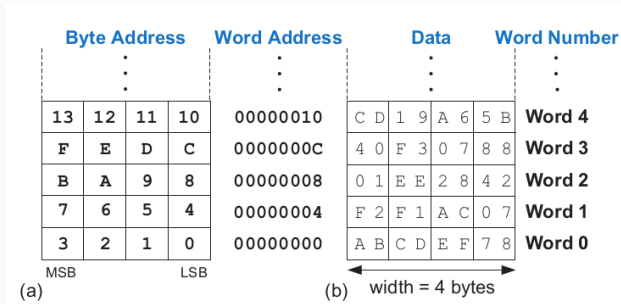 Byte Address Word Address Data Word Number
13 12 11 10 00000010 C D 1 9 A 6 5 B Word 4
F E D C 0000000C 4 0 F 3 0 7 8 8 Word 3
B A 9 8 00000008 0 1 E E 2 8 4 2 Word 2
7 6 5 4 00000004 F 2 F 1 A C 0 7 Word 1
3 2 1 0 00000000 A B C D E F 7 8 Word 0
MSB LSB
(a) (b) width = 4 bytes